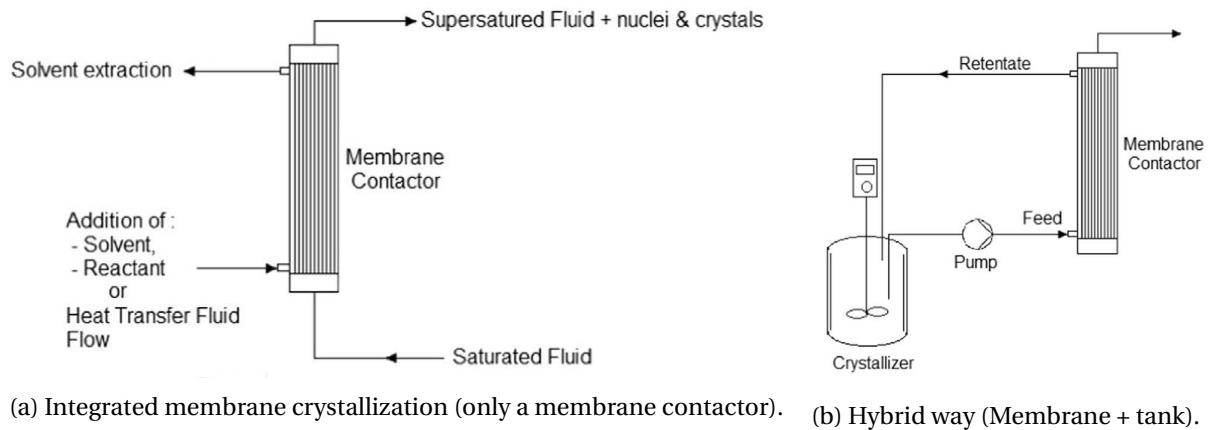 Supersatured Fluid + nuclei & crystals
Solvent extraction
Membrane
Contactor
Addition of :
- Solvent,
- Reactant
or
Heat Transfer Fluid
Flow
Saturated Fluid
(a) Integrated membrane crystallization (only a membrane contactor).
Retentate
Membrane
Contactor
Feed
Pump
Crystallizer
(b) Hybrid way (Membrane + tank).